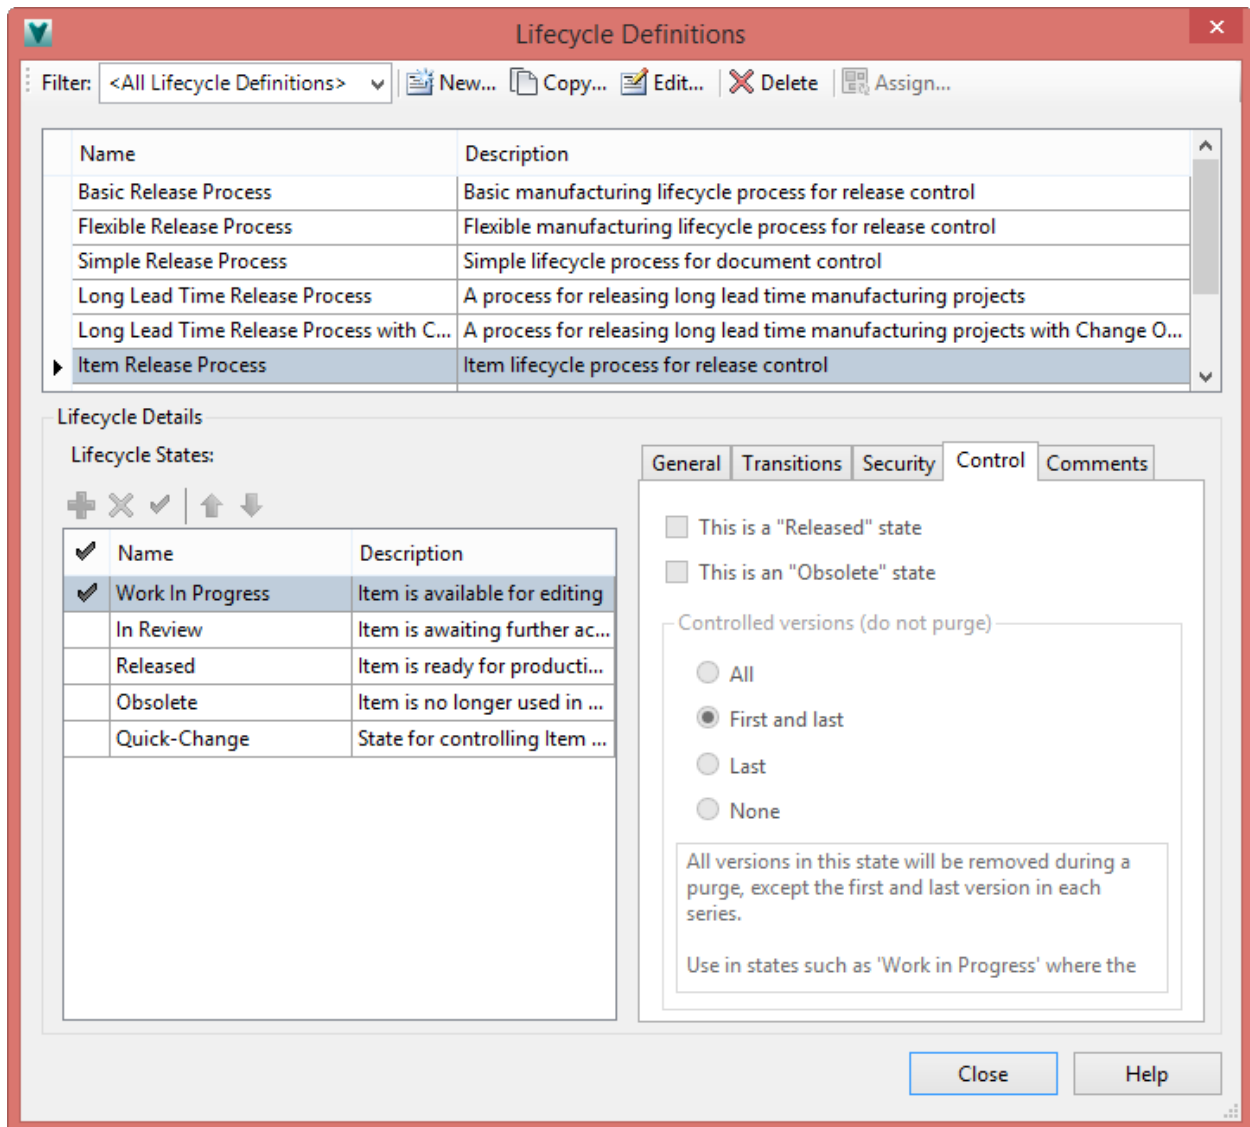 Lifecycle Definitions
Filter: <All Lifecycle Definitions> New... Copy... Edit... Delete Assign...
Name Description
Basic Release Process Basic manufacturing lifecycle process for release control
Flexible Release Process Flexible manufacturing lifecycle process for release control
Simple Release Process Simple lifecycle process for document control
Long Lead Time Release Process A process for releasing long lead time manufacturing projects
Long Lead Time Release Process with C... A process for releasing long lead time manufacturing projects with Change O...
Item Release Process Item lifecycle process for release control
Lifecycle Details
Lifecycle States:
Name Description
Work In Progress Item is available for editing
In Review Item is awaiting further ac...
Released Item is ready for producti...
Obsolete Item is no longer used in ...
Quick-Change State for controlling Item ...
General Transitions Security Control Comments
This is a "Released" state
This is an "Obsolete" state
Controlled versions (do not purge)
All
First and last
Last
None
All versions in this state will be removed during a
purge, except the first and last version in each
series.
Use in states such as 'Work in Progress' where the
Close Help